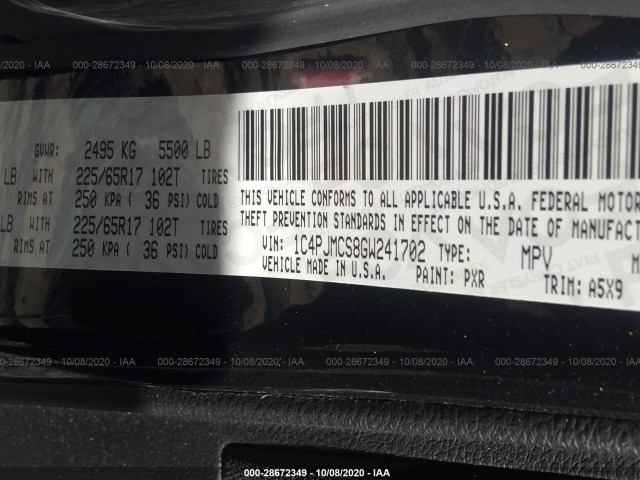 000-28672349 - 10/08/2020 - IAA
GVWR: 2495 KG 5500 LB
LB WITH 225/65R17 102T TIRES
RIMS AT 250 KPA ( 36 PSI) COLD
LB WITH 225/65R17 102T TIRES
RIMS AT 250 KPA ( 36 PSI) COLD
THIS VEHICLE CONFORMS TO ALL APPLICABLE U.S.A. FEDERAL MOTOR
THEFT PREVENTION STANDARDS IN EFFECT ON THE DATE OF MANUFACT
VIN: 1C4PJMCS8GW241702 TYPE: MPV M
VEHICLE MADE IN U.S.A. PAINT: PXR TRIM: A5X9
000-28672349 - 10/08/2020 - IAA
000-28672349 - 10/08/2020 - IAA